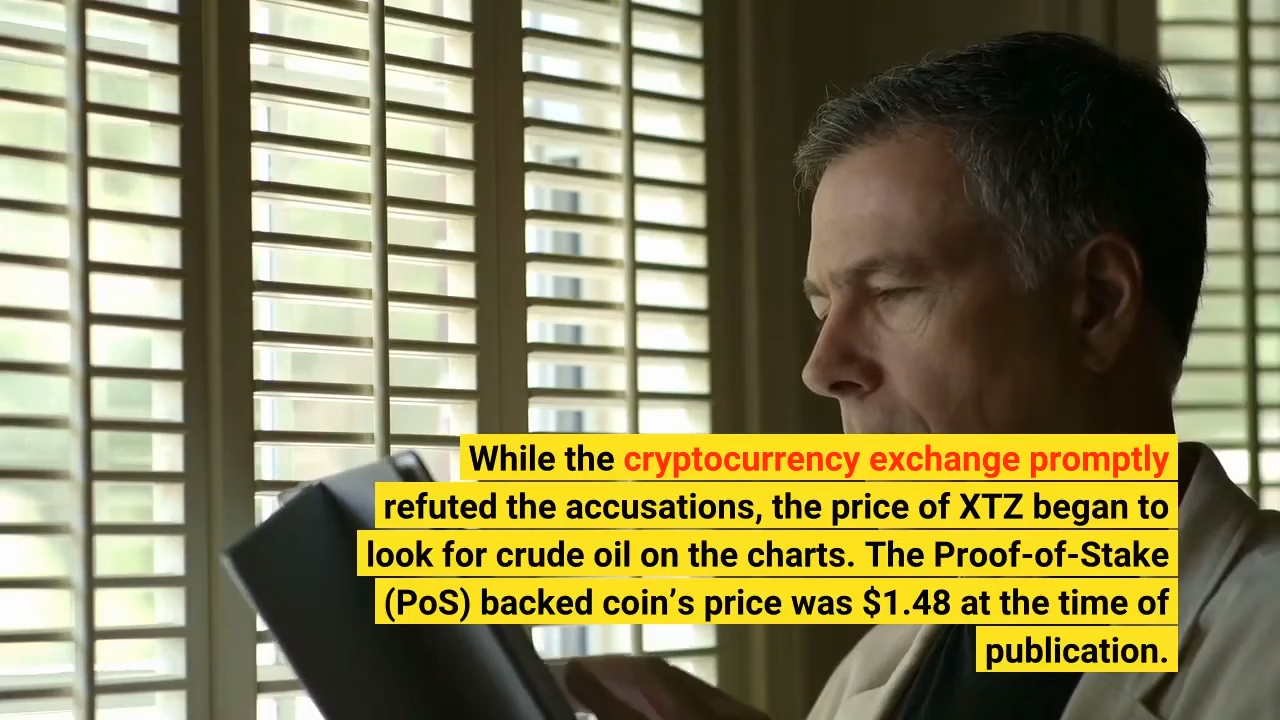 While the cryptocurrency exchange promptly
refuted the accusations, the price of XTZ began to
look for crude oil on the charts. The Proof-of-Stake
(PoS) backed coin’s price was $1.48 at the time of
publication.